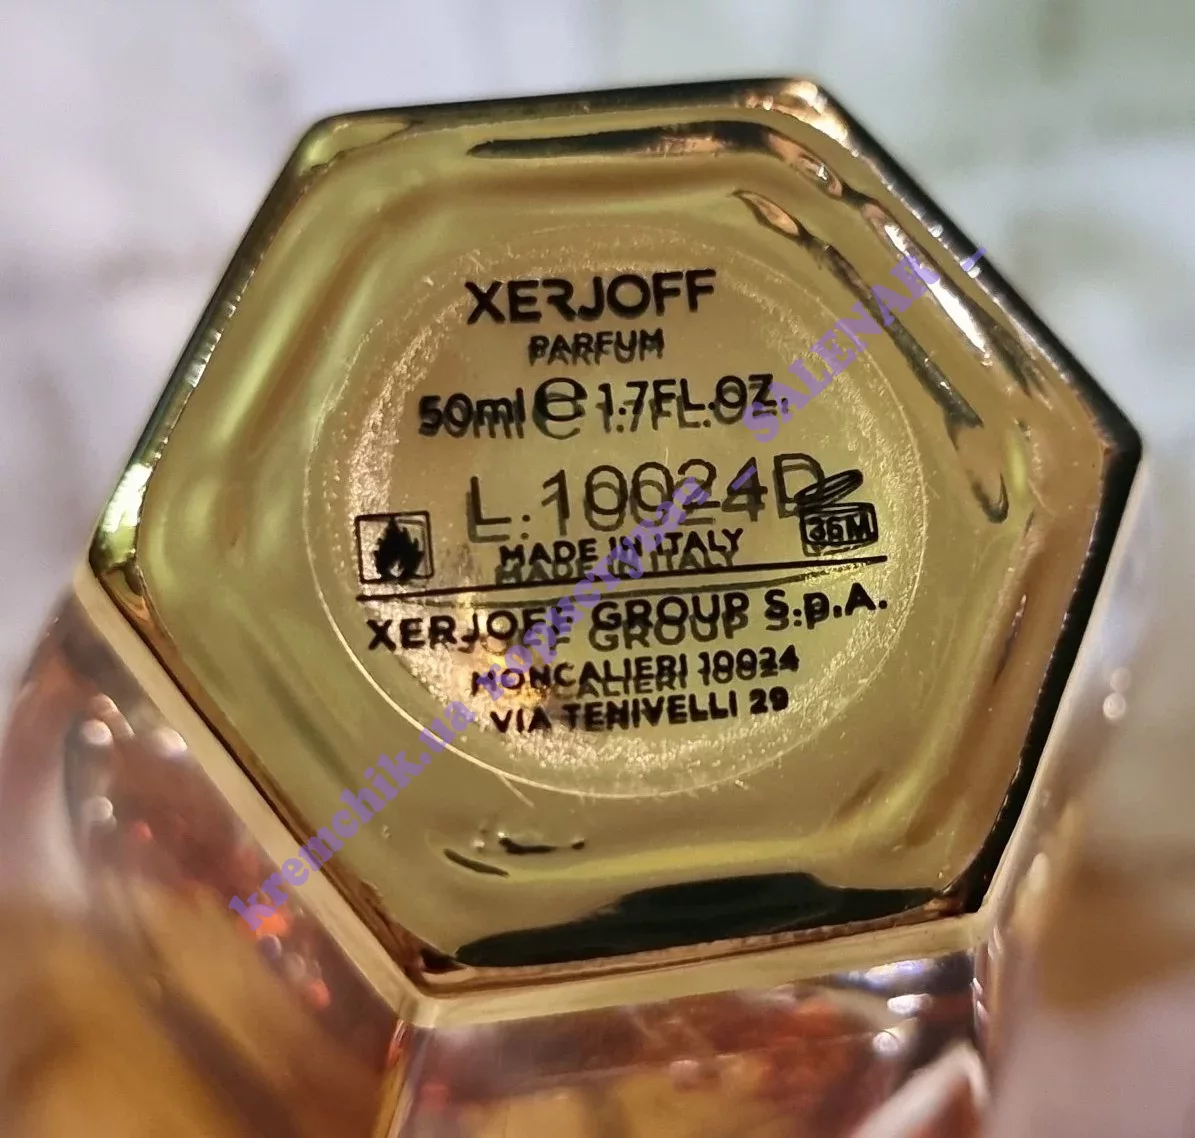 XERJOFF
PARFUM
50ml e 1.7FL.OZ.
L.10024D
36M
MADE IN ITALY
XERJOFF GROUP S.p.A.
MONCALIERI 10024
VIA TENIVELLI 29
kremchik.ua
_ SALENAK _